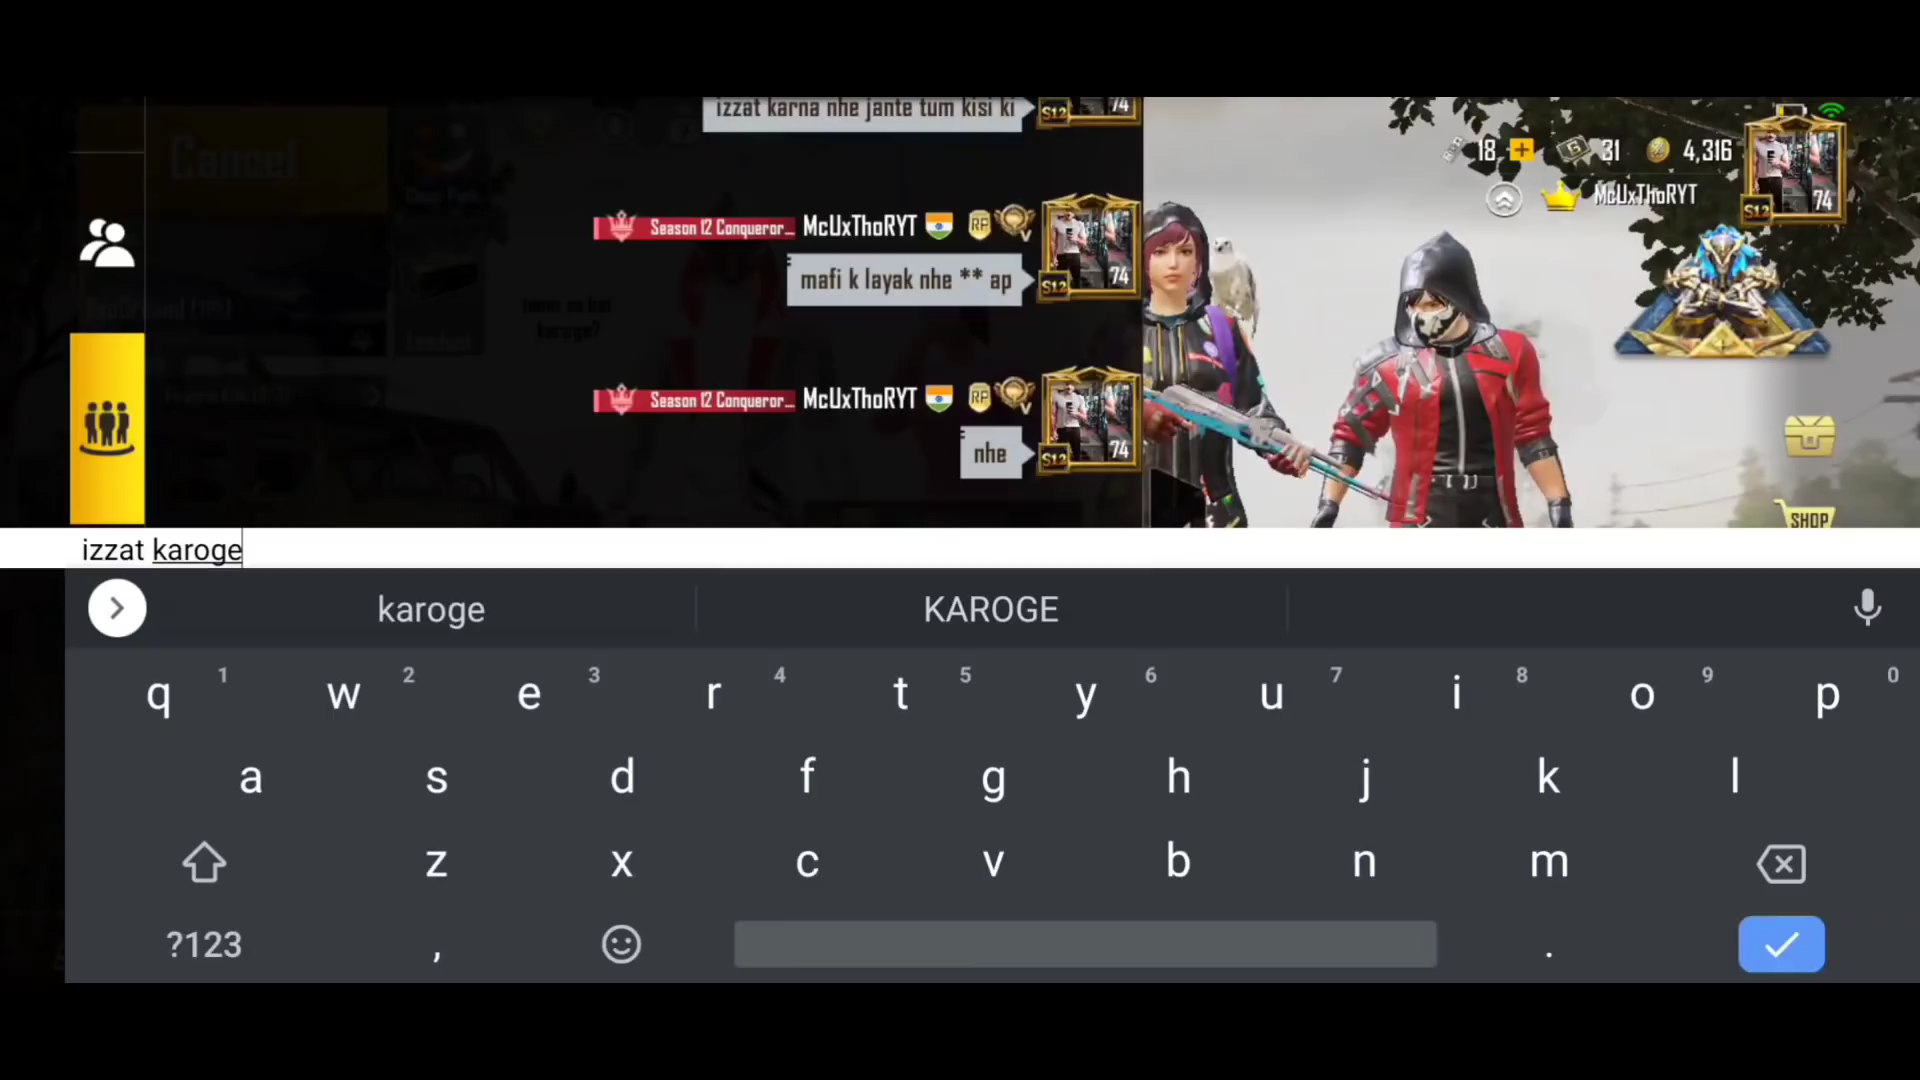 izzat karna nhe jante tum kisi ki
S12
74
Cancel
18
31
4,316
McUxThoRYT
S12
74
Season 12 Conqueror...
McUxThoRYT
RP
V
mafi k layak nhe ** ap
S12
74
karoge?
Season 12 Conqueror...
McUxThoRYT
RP
V
nhe
S12
74
SHOP
izzat karoge
karoge
KAROGE
q 1 w 2 e 3 r 4 t 5 y 6 u 7 i 8 o 9 p 0
a s d f g h j k l
z x c v b n m
?123 , .